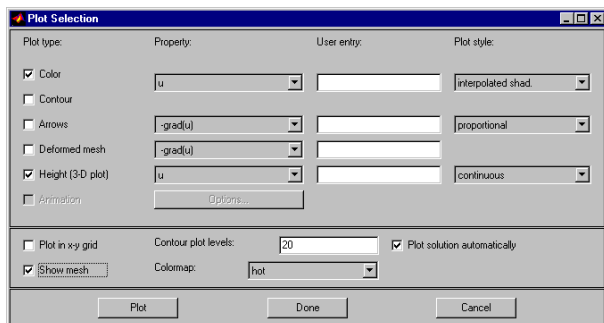 Plot Selection
Plot type: Property: User entry: Plot style:
Color u interpolated shad.
Contour
Arrows -grad(u) proportional
Deformed mesh -grad(u)
Height (3-D plot) u continuous
Animation Options...
Plot in x-y grid Contour plot levels: 20 Plot solution automatically
Show mesh Colormap: hot
Plot Done Cancel